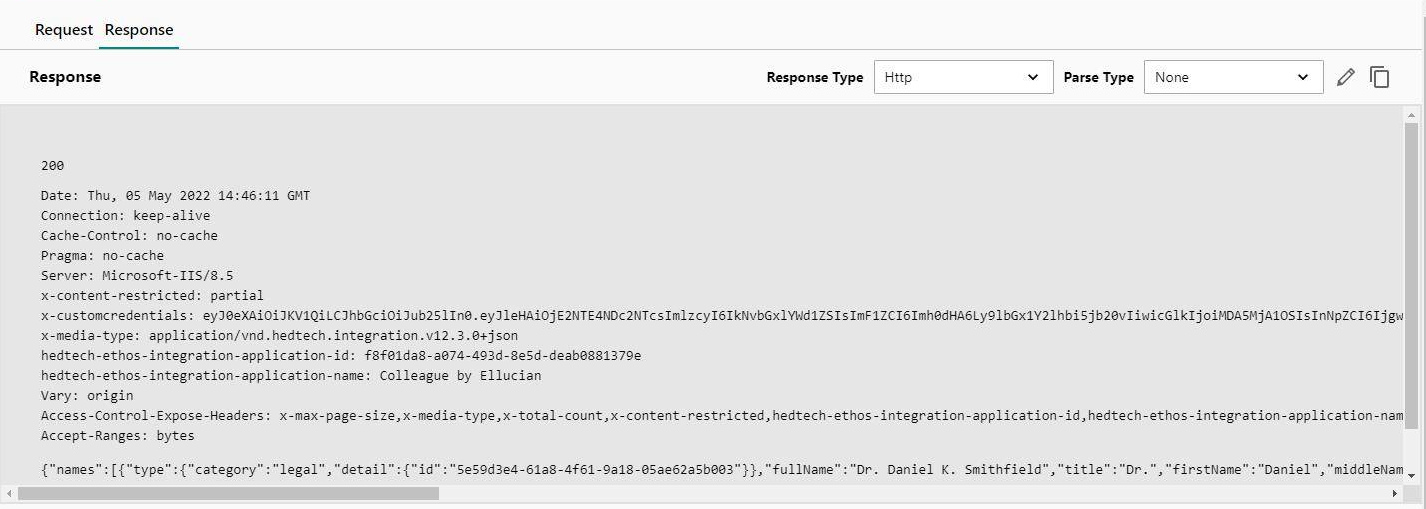 Request Response
Response Response Type Http Parse Type None
200
Date: Thu, 05 May 2022 14:46:11 GMT
Connection: keep-alive
Cache-Control: no-cache
Pragma: no-cache
Server: Microsoft-IIS/8.5
x-content-restricted: partial
x-customcredentials: eyJ0eXAiOiJKV1QiLCJhbGciOiJub25lIn0.eyJleHAiOjE2NTE4NDc2NTcsImlzcyI6IkNvbGxlYWd1ZSIsImF1ZCI6Imh0dHA6Ly9lbGx1Y2lhbi5jb20vIiwicGlkIjoiMDA5MjA1OSIsInNpZCI6Ijgw
x-media-type: application/vnd.hedtech.integration.v12.3.0+json
hedtech-ethos-integration-application-id: f8f01da8-a074-493d-8e5d-deab0881379e
hedtech-ethos-integration-application-name: Colleague by Ellucian
Vary: origin
Access-Control-Expose-Headers: x-max-page-size,x-media-type,x-total-count,x-content-restricted,hedtech-ethos-integration-application-id,hedtech-ethos-integration-application-nam
Accept-Ranges: bytes
{"names":[{"type":{"category":"legal","detail":{"id":"5e59d3e4-61a8-4f61-9a18-05ae62a5b003"}},"fullName":"Dr. Daniel K. Smithfield","title":"Dr.","firstName":"Daniel","middleNam